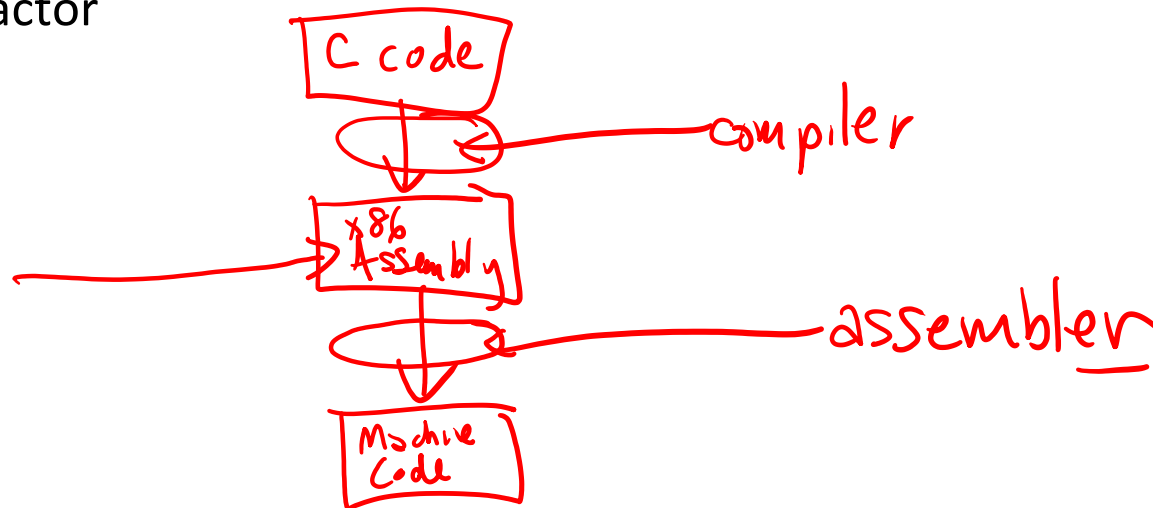 actor
C code
compiler
x86
Assembly
assembler
Machine
Code